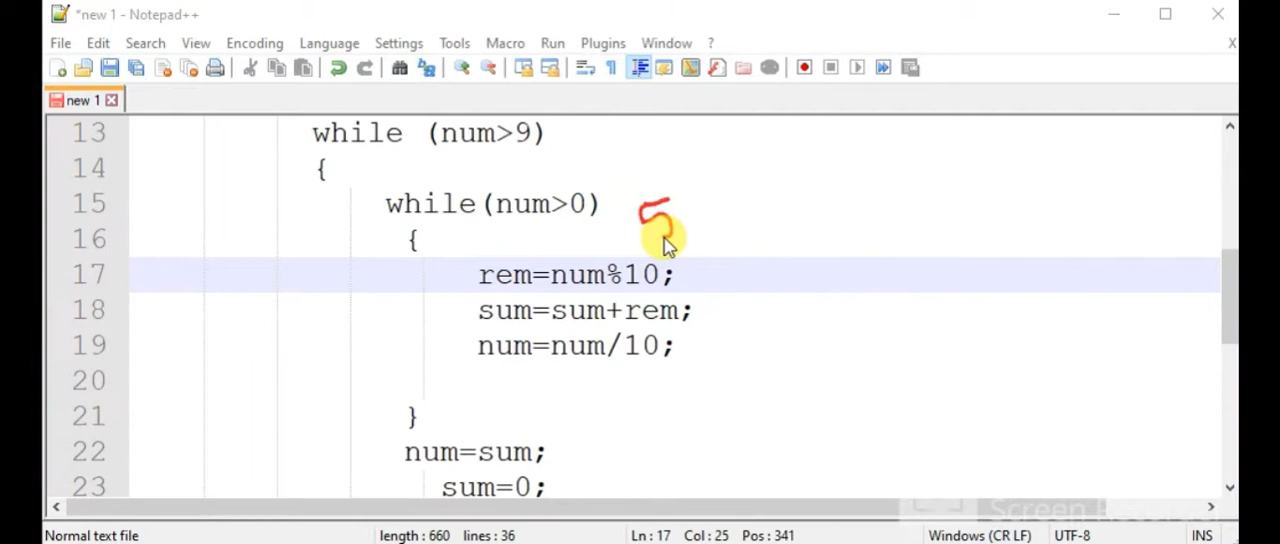 *new 1 - Notepad++
File Edit Search View Encoding Language Settings Tools Macro Run Plugins Window ? X
new 1
13 while (num>9)
14 {
15 while(num>0) 5
16 {
17 rem=num%10;
18 sum=sum+rem;
19 num=num/10;
20
21 }
22 num=sum;
23 sum=0;
Screen Recorder
Normal text file length : 660 lines : 36 Ln : 17 Col : 25 Pos : 341 Windows (CR LF) UTF-8 INS